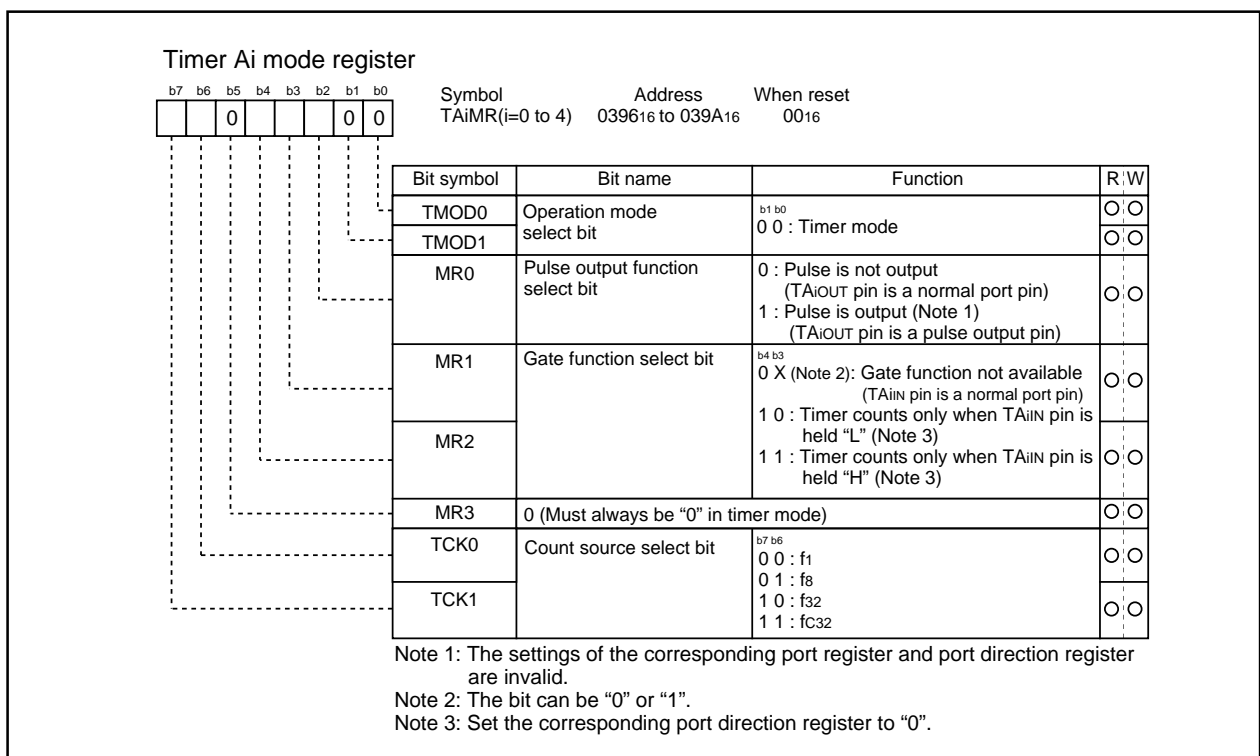 Timer Ai mode register
b7 b6 b5 b4 b3 b2 b1 b0
0 0 0
Symbol Address When reset
TAiMR(i=0 to 4) 039616 to 039A16 0016
Bit symbol Bit name Function R W
TMOD0
TMOD1
Operation mode
select bit
b1 b0
0 0 : Timer mode
MR0
Pulse output function
select bit
0 : Pulse is not output
(TAiOUT pin is a normal port pin)
1 : Pulse is output (Note 1)
(TAiOUT pin is a pulse output pin)
MR1
MR2
Gate function select bit
b4 b3
0 X (Note 2): Gate function not available
(TAiIN pin is a normal port pin)
1 0 : Timer counts only when TAiIN pin is
held “L” (Note 3)
1 1 : Timer counts only when TAiIN pin is
held “H” (Note 3)
MR3 0 (Must always be “0” in timer mode)
TCK0
TCK1
Count source select bit
b7 b6
0 0 : f1
0 1 : f8
1 0 : f32
1 1 : fC32
Note 1: The settings of the corresponding port register and port direction register
are invalid.
Note 2: The bit can be “0” or “1”.
Note 3: Set the corresponding port direction register to “0”.